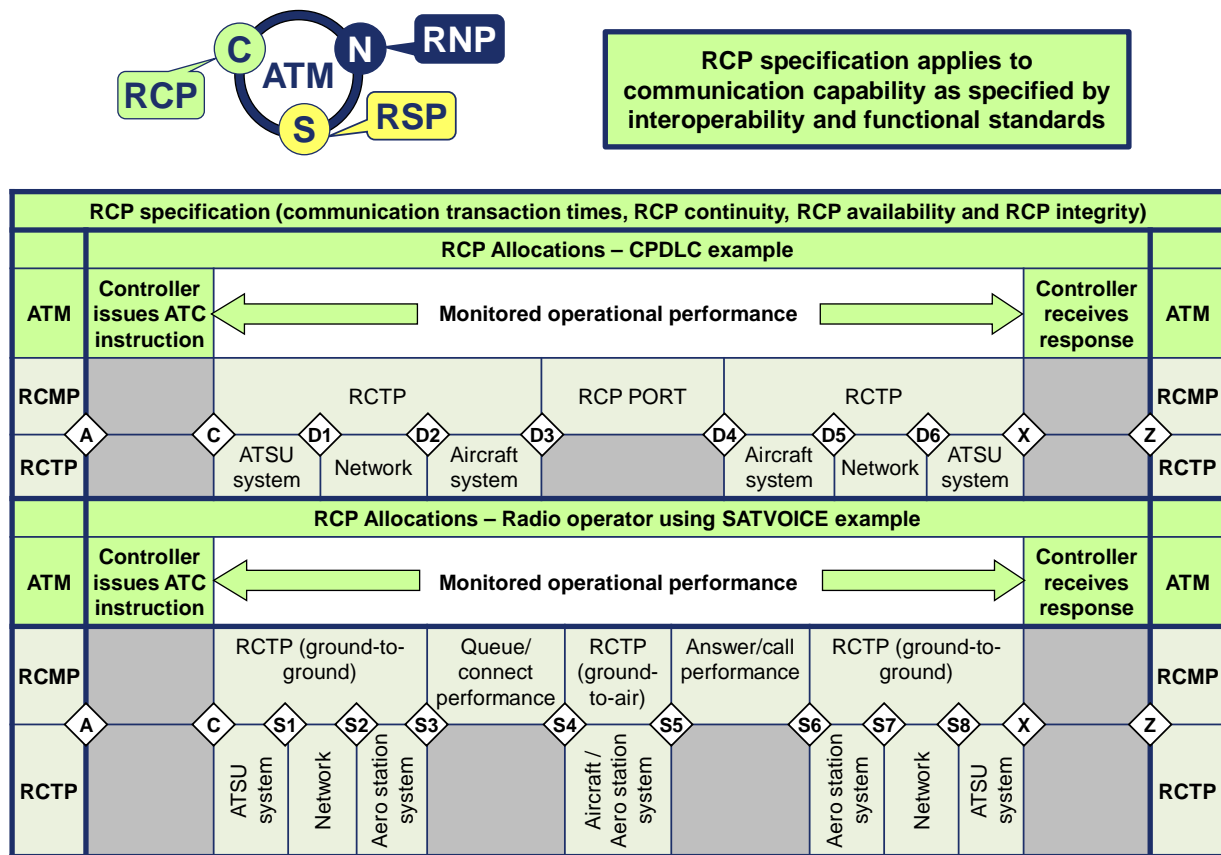 C
N
RNP
ATM
RCP
S
RSP
RCP specification applies to
communication capability as specified by
interoperability and functional standards
RCP specification (communication transaction times, RCP continuity, RCP availability and RCP integrity)
RCP Allocations – CPDLC example
ATM
Controller
issues ATC
instruction
Monitored operational performance
Controller
receives
response
ATM
RCMP
RCTP
RCP PORT
RCTP
RCMP
A
C
D1
D2
D3
D4
D5
D6
X
Z
RCTP
ATSU
system
Network
Aircraft
system
Aircraft
system
Network
ATSU
system
RCTP
RCP Allocations – Radio operator using SATVOICE example
ATM
Controller
issues ATC
instruction
Monitored operational performance
Controller
receives
response
ATM
RCMP
RCTP (ground-to-
ground)
Queue/
connect
performance
RCTP
(ground-
to-air)
Answer/call
performance
RCTP (ground-to-
ground)
RCMP
A
C
S1
S2
S3
S4
S5
S6
S7
S8
X
Z
RCTP
ATSU
system
Network
Aero station
system
Aircraft /
Aero station
system
Aero station
system
Network
ATSU
system
RCTP